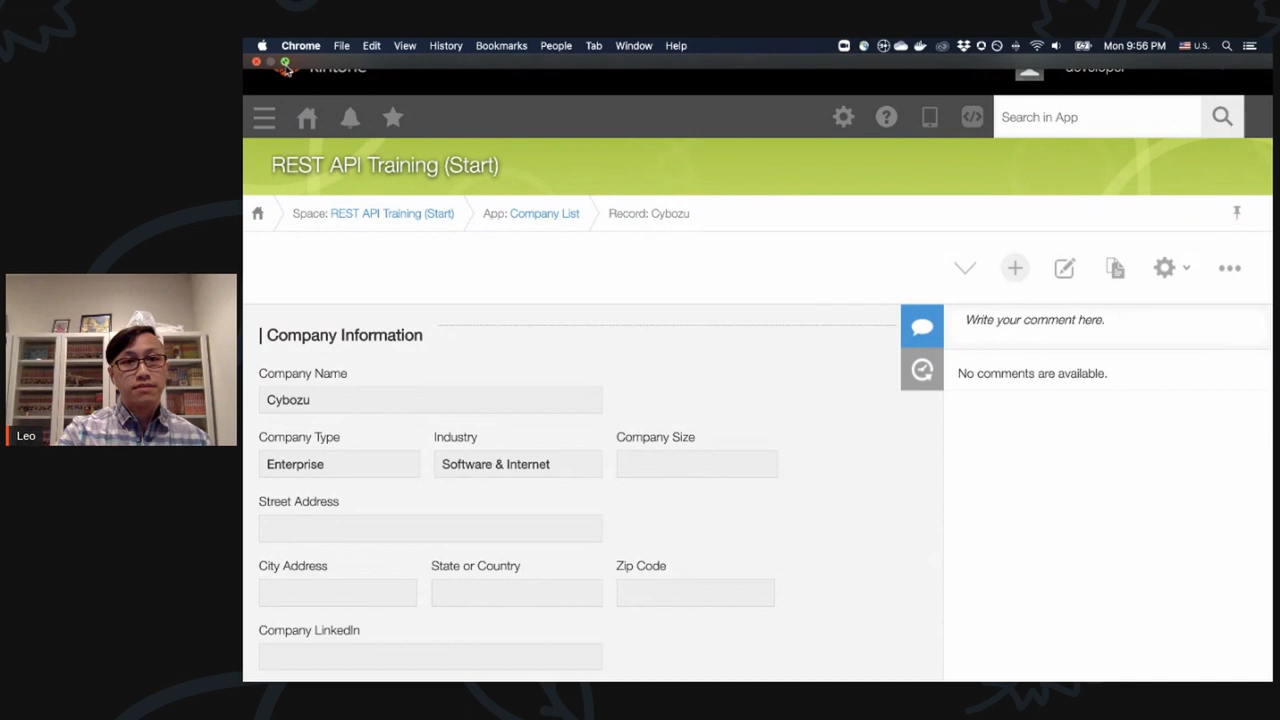 Chrome File Edit View History Bookmarks People Tab Window Help Mon 9:56 PM U.S.
kintone developer
Search in App
REST API Training (Start)
Space: REST API Training (Start) App: Company List Record: Cybozu
Write your comment here.
No comments are available.
Company Information
Company Name
Cybozu
Company Type Industry Company Size
Enterprise Software & Internet
Street Address
City Address State or Country Zip Code
Company LinkedIn
Leo